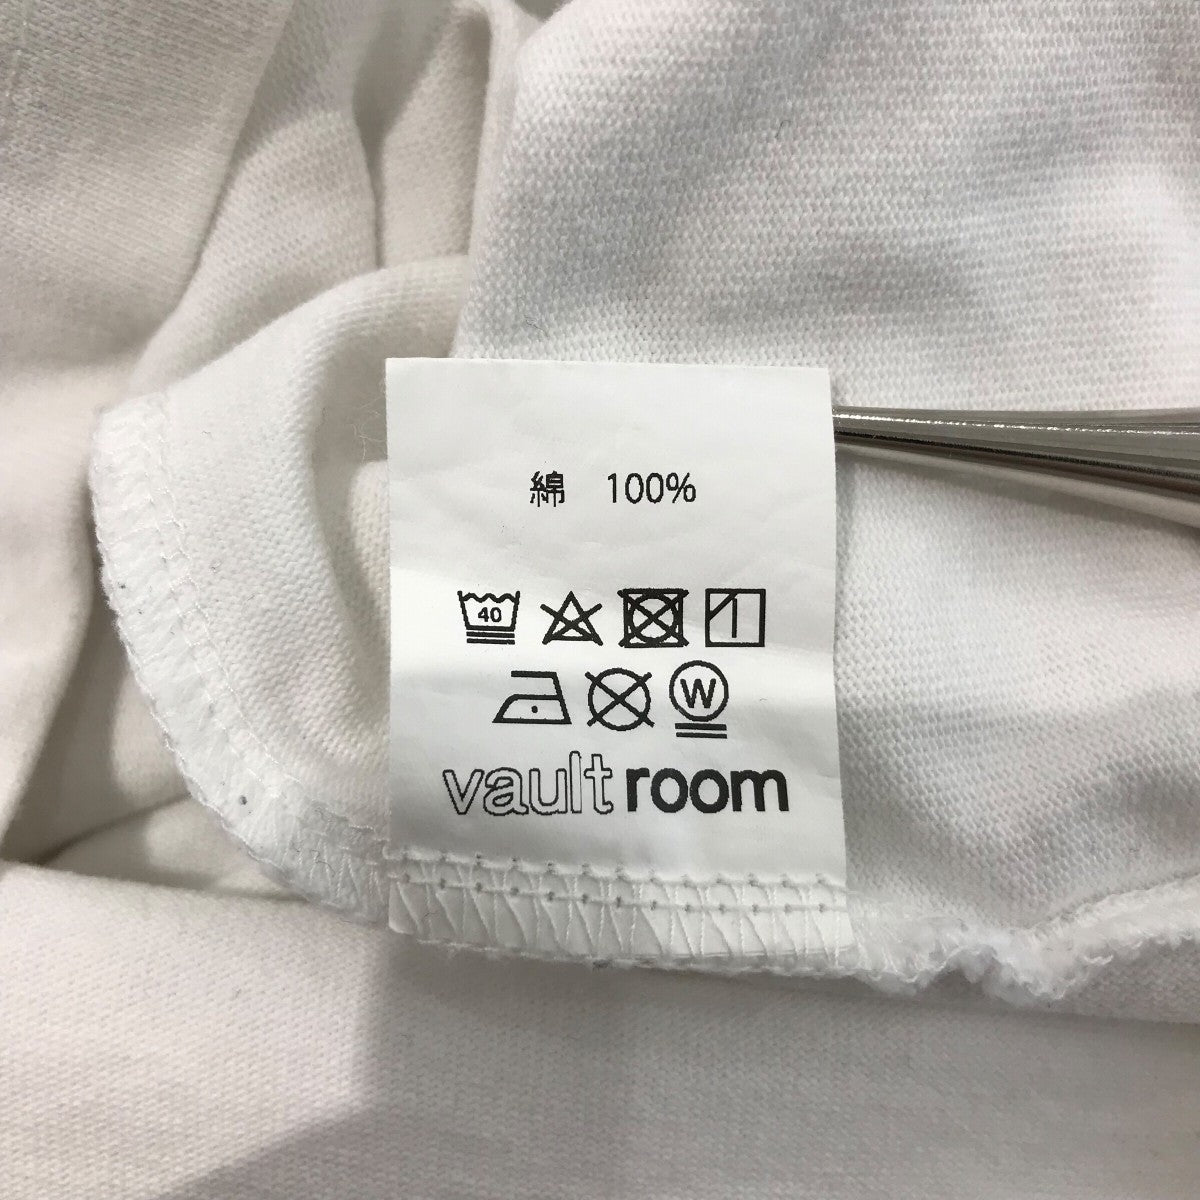 綿 100%
40
W
vault room